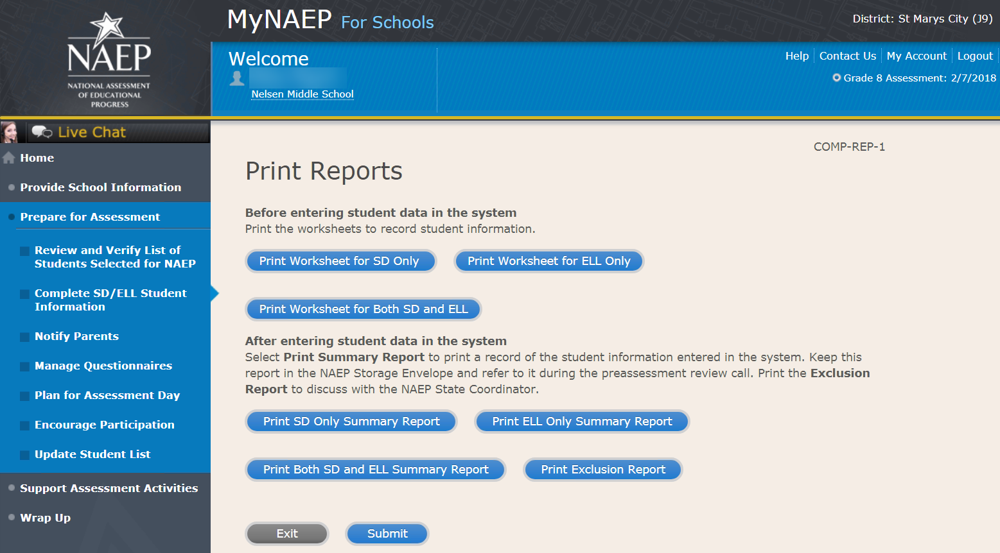 NAEP
NATIONAL ASSESSMENT
OF EDUCATIONAL
PROGRESS
MyNAEP For Schools
District: St Marys City (J9)
Welcome
Nelsen Middle School
Help
Contact Us
My Account
Logout
Grade 8 Assessment: 2/7/2018
Live Chat
Home
Provide School Information
Prepare for Assessment
Review and Verify List of
Students Selected for NAEP
Complete SD/ELL Student
Information
Notify Parents
Manage Questionnaires
Plan for Assessment Day
Encourage Participation
Update Student List
Support Assessment Activities
Wrap Up
COMP-REP-1
Print Reports
Before entering student data in the system
Print the worksheets to record student information.
Print Worksheet for SD Only
Print Worksheet for ELL Only
Print Worksheet for Both SD and ELL
After entering student data in the system
Select Print Summary Report to print a record of the student information entered in the system. Keep this
report in the NAEP Storage Envelope and refer to it during the preassessment review call. Print the Exclusion
Report to discuss with the NAEP State Coordinator.
Print SD Only Summary Report
Print ELL Only Summary Report
Print Both SD and ELL Summary Report
Print Exclusion Report
Exit
Submit